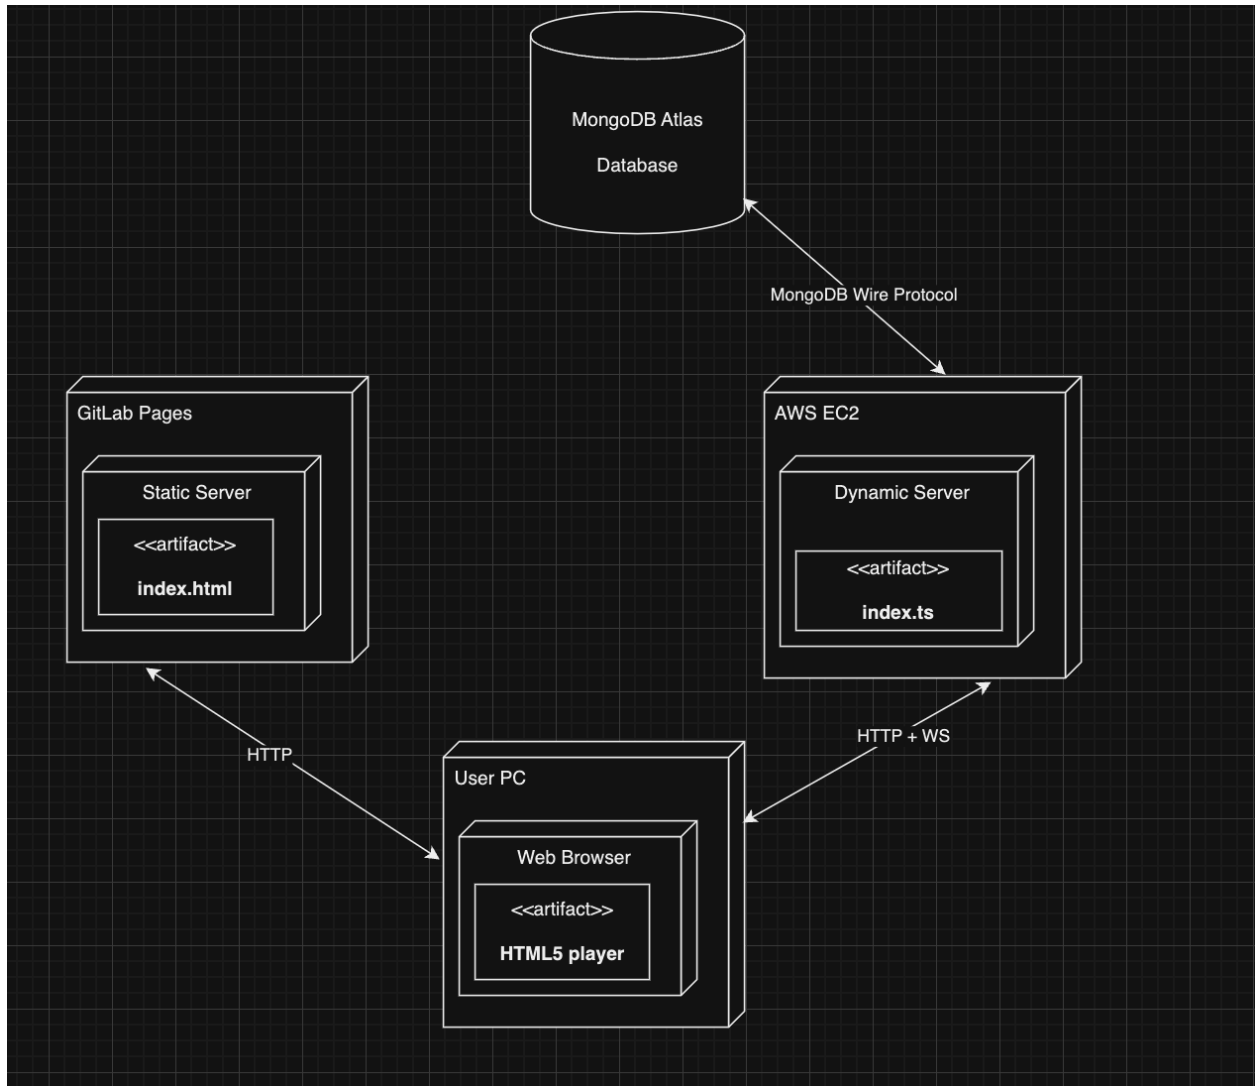 MongoDB Atlas
Database
MongoDB Wire Protocol
GitLab Pages
Static Server
<<artifact>>
index.html
AWS EC2
Dynamic Server
<<artifact>>
index.ts
HTTP
HTTP + WS
User PC
Web Browser
<<artifact>>
HTML5 player